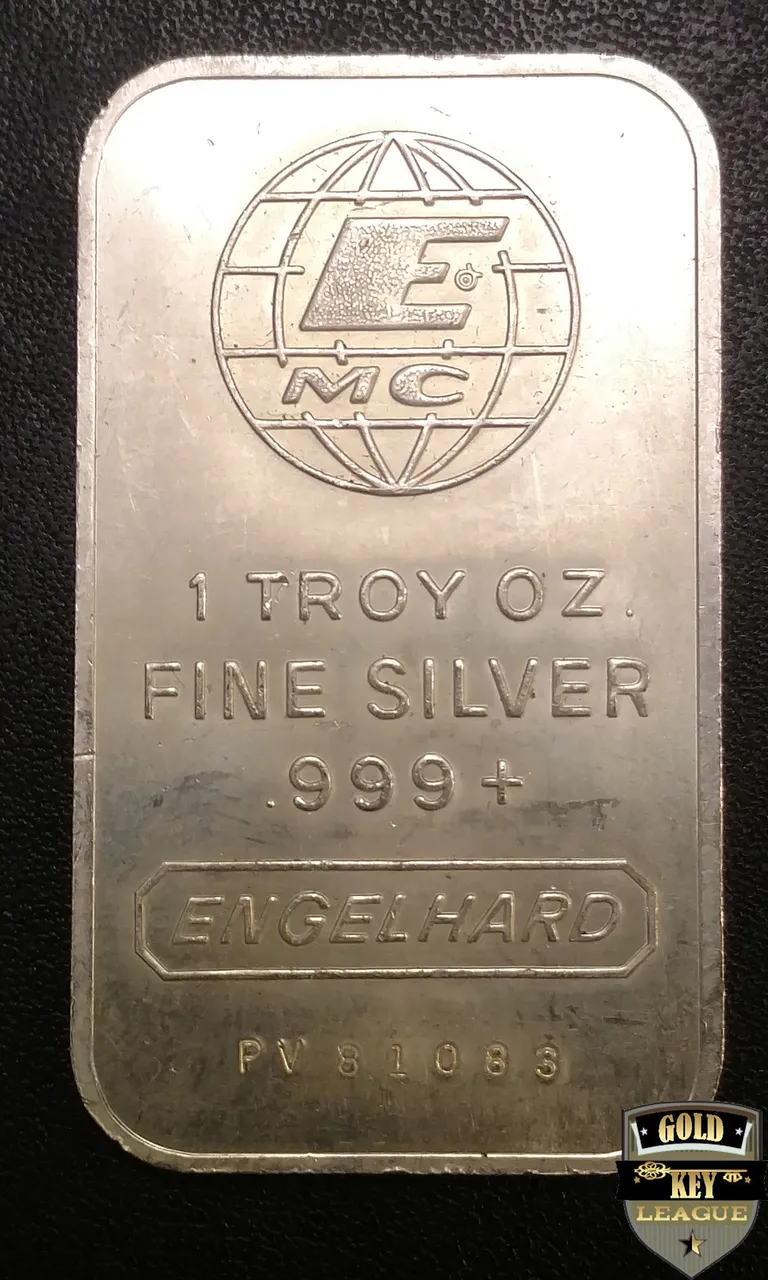 E
MC
1 TROY OZ.
FINE SILVER
.999+
ENGELHARD
PV 81083
GOLD
KEY
LEAGUE